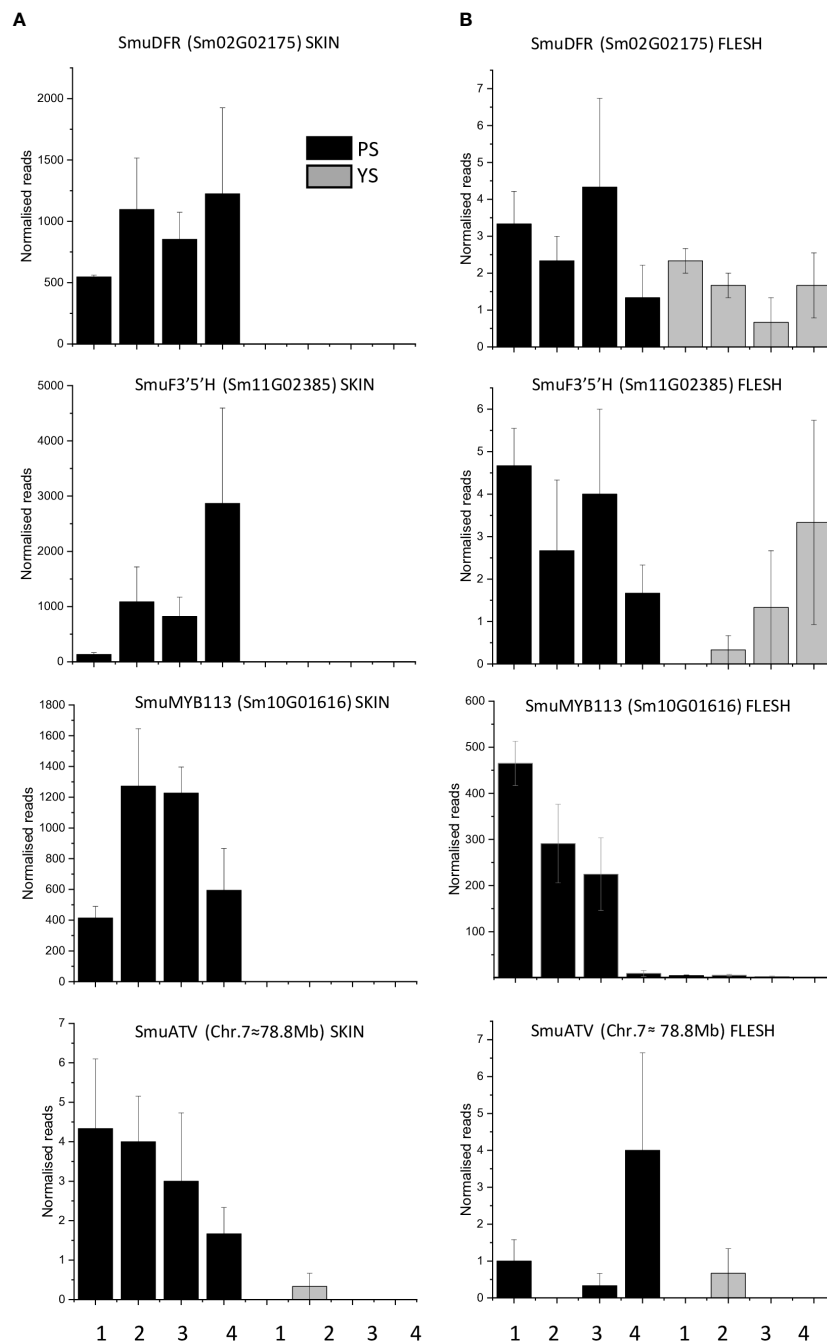 A
SmuDFR (Sm02G02175) SKIN
Normalised reads
2000
1500
1000
500
0
PS
YS
SmuF3'5'H (Sm11G02385) SKIN
Normalised reads
5000
4000
3000
2000
1000
0
SmuMYB113 (Sm10G01616) SKIN
Normalised reads
1800
1600
1400
1200
1000
800
600
400
200
0
SmuATV (Chr.7≈78.8Mb) SKIN
Normalised reads
7
6
5
4
3
2
1
0
1 2 3 4 1 2 3 4
B
SmuDFR (Sm02G02175) FLESH
Normalised reads
7
6
5
4
3
2
1
0
SmuF3'5'H (Sm11G02385) FLESH
Normalised reads
6
5
4
3
2
1
0
SmuMYB113 (Sm10G01616) FLESH
Normalised reads
600
500
400
300
200
100
SmuATV (Chr.7≈ 78.8Mb) FLESH
Normalised reads
7
6
5
4
3
2
1
0
1 2 3 4 1 2 3 4